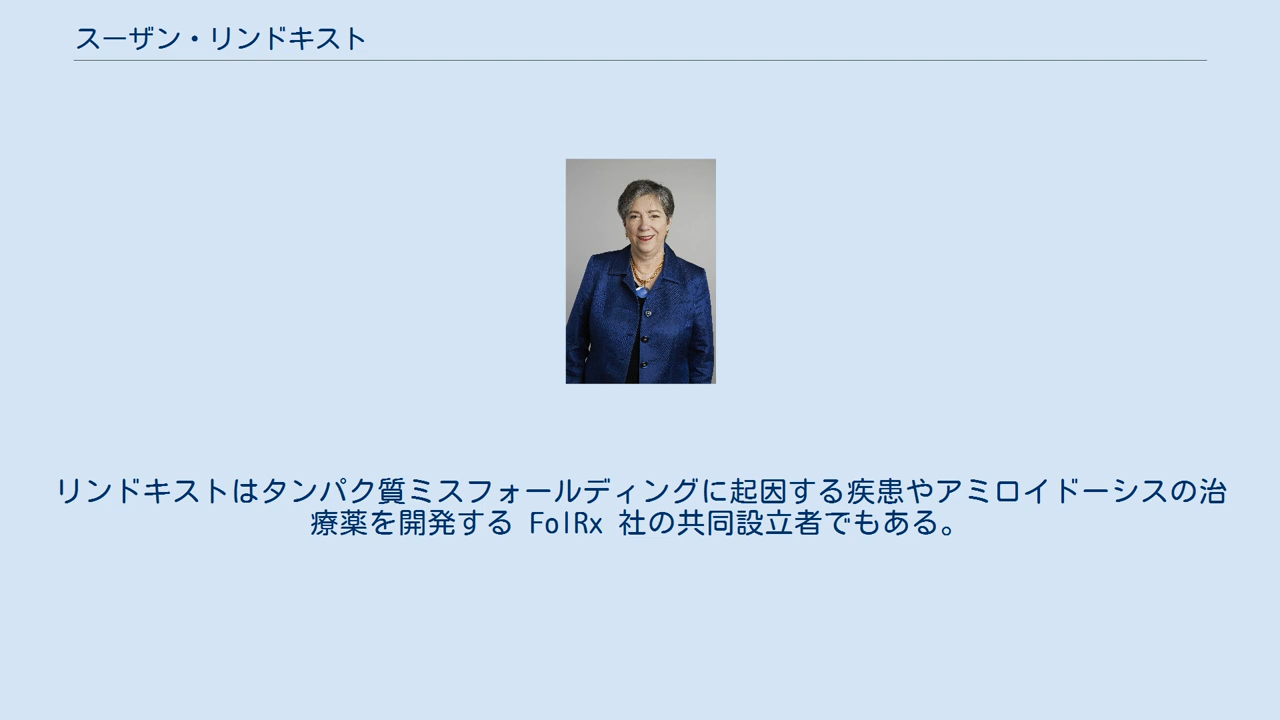 スーザン・リンドキスト
リンドキストはタンパク質ミスフォールディングに起因する疾患やアミロイドーシスの治
療薬を開発する FolRx 社の共同設立者でもある。